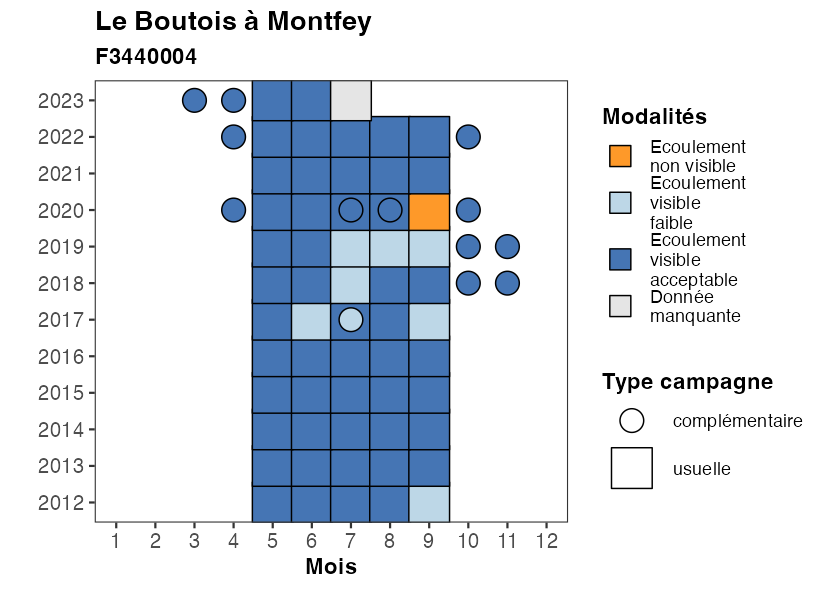 Le Boutois à Montfey
F3440004
2023
2022
2021
2020
2019
2018
2017
2016
2015
2014
2013
2012
1 2 3 4 5 6 7 8 9 10 11 12
Mois
Modalités
Ecoulement
non visible
Ecoulement
visible
faible
Ecoulement
visible
acceptable
Donnée
manquante
Type campagne
complémentaire
usuelle